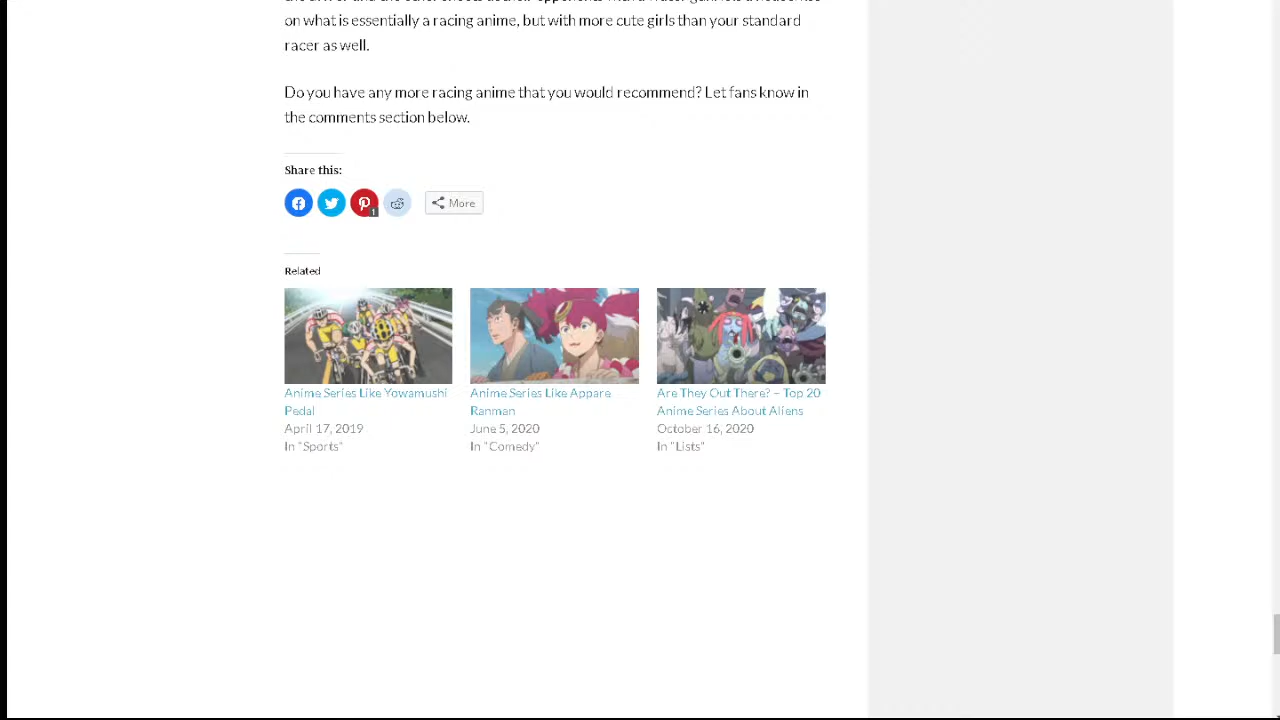 on what is essentially a racing anime, but with more cute girls than your standard
racer as well.
Do you have any more racing anime that you would recommend? Let fans know in
the comments section below.
Share this:
1
More
Related
Anime Series Like Yowamushi
Pedal
April 17, 2019
In "Sports"
Anime Series Like Appare
Ranman
June 5, 2020
In "Comedy"
Are They Out There? – Top 20
Anime Series About Aliens
October 16, 2020
In "Lists"